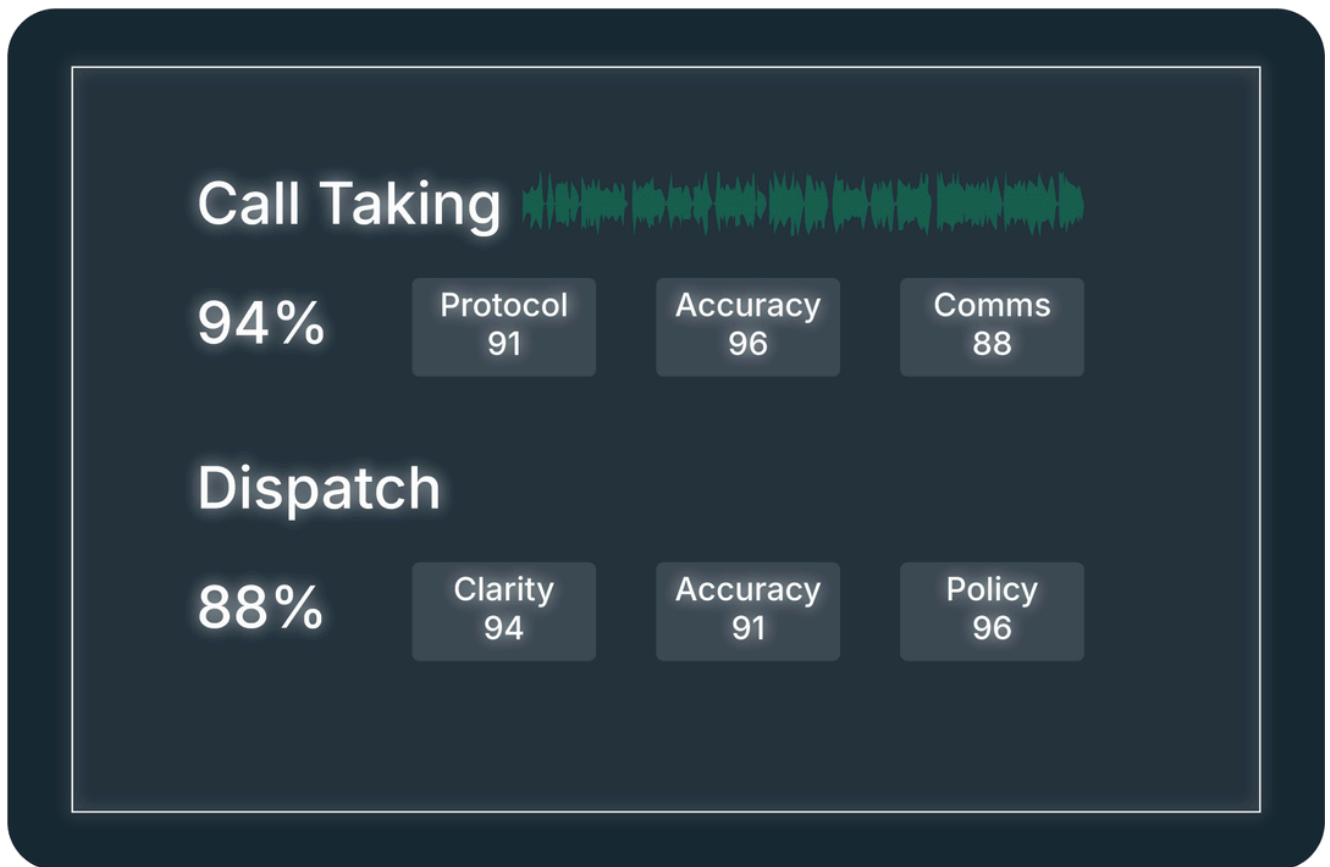 Call Taking
94%
Protocol
91
Accuracy
96
Comms
88
Dispatch
88%
Clarity
94
Accuracy
91
Policy
96